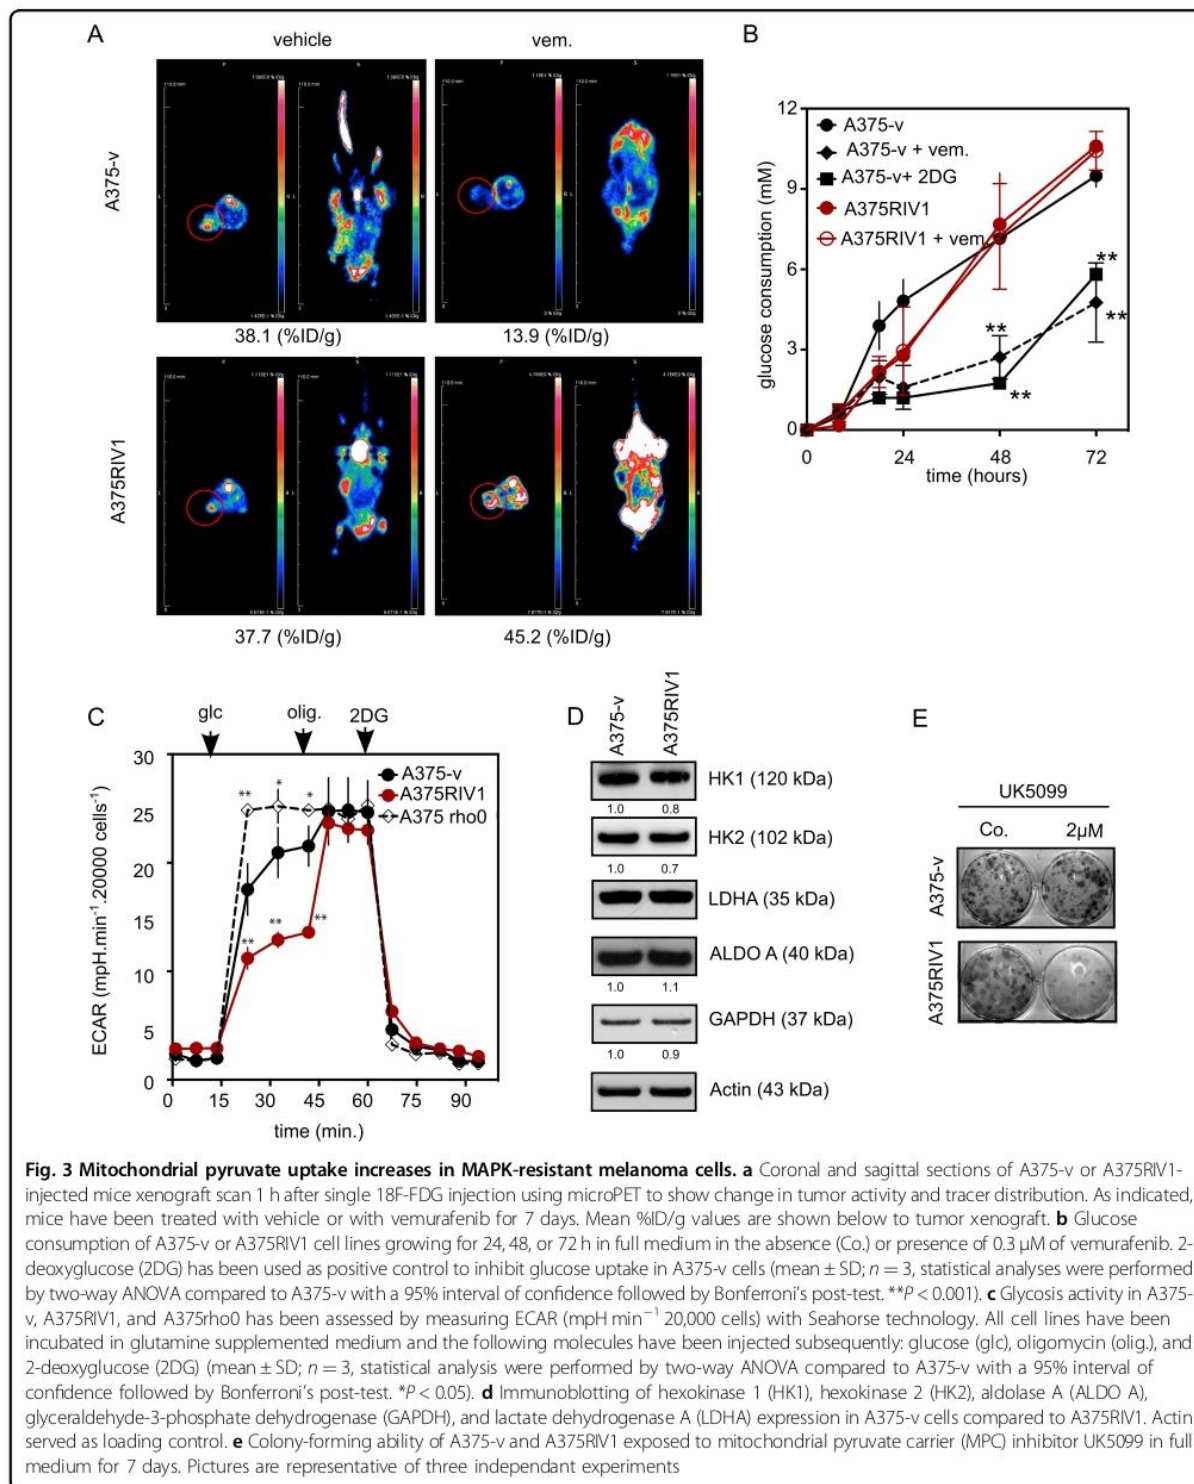 A
vehicle
vem.
A375-v
38.1 (%ID/g)
13.9 (%ID/g)
A375RIV1
37.7 (%ID/g)
45.2 (%ID/g)
B
glucose consumption (mM)
12
9
6
3
0
A375-v
A375-v + vem.
A375-v+ 2DG
A375RIV1
A375RIV1 + vem
**
**
**
**
0 24 48 72
time (hours)
C
glc olig. 2DG
ECAR (mpH.min⁻¹.20000 cells⁻¹)
30
25
20
15
10
5
0
A375-v
A375RIV1
A375 rho0
** * *
** ** **
0 15 30 45 60 75 90
time (min.)
D
A375-v A375RIV1
HK1 (120 kDa)
1.0 0.8
HK2 (102 kDa)
1.0 0.7
LDHA (35 kDa)
ALDO A (40 kDa)
1.0 1.1
GAPDH (37 kDa)
1.0 0.9
Actin (43 kDa)
E
UK5099
Co. 2µM
A375-v
A375RIV1
Fig. 3 Mitochondrial pyruvate uptake increases in MAPK-resistant melanoma cells. a Coronal and sagittal sections of A375-v or A375RIV1-
injected mice xenograft scan 1 h after single 18F-FDG injection using microPET to show change in tumor activity and tracer distribution. As indicated,
mice have been treated with vehicle or with vemurafenib for 7 days. Mean %ID/g values are shown below to tumor xenograft. b Glucose
consumption of A375-v or A375RIV1 cell lines growing for 24, 48, or 72 h in full medium in the absence (Co.) or presence of 0.3 µM of vemurafenib. 2-
deoxyglucose (2DG) has been used as positive control to inhibit glucose uptake in A375-v cells (mean ± SD; n = 3, statistical analyses were performed
by two-way ANOVA compared to A375-v with a 95% interval of confidence followed by Bonferroni's post-test. **P < 0.001). c Glycosis activity in A375-
v, A375RIV1, and A375rho0 has been assessed by measuring ECAR (mpH min⁻¹ 20,000 cells) with Seahorse technology. All cell lines have been
incubated in glutamine supplemented medium and the following molecules have been injected subsequently: glucose (glc), oligomycin (olig.), and
2-deoxyglucose (2DG) (mean ± SD; n = 3, statistical analysis were performed by two-way ANOVA compared to A375-v with a 95% interval of
confidence followed by Bonferroni's post-test. *P < 0.05). d Immunoblotting of hexokinase 1 (HK1), hexokinase 2 (HK2), aldolase A (ALDO A),
glyceraldehyde-3-phosphate dehydrogenase (GAPDH), and lactate dehydrogenase A (LDHA) expression in A375-v cells compared to A375RIV1. Actin
served as loading control. e Colony-forming ability of A375-v and A375RIV1 exposed to mitochondrial pyruvate carrier (MPC) inhibitor UK5099 in full
medium for 7 days. Pictures are representative of three independant experiments